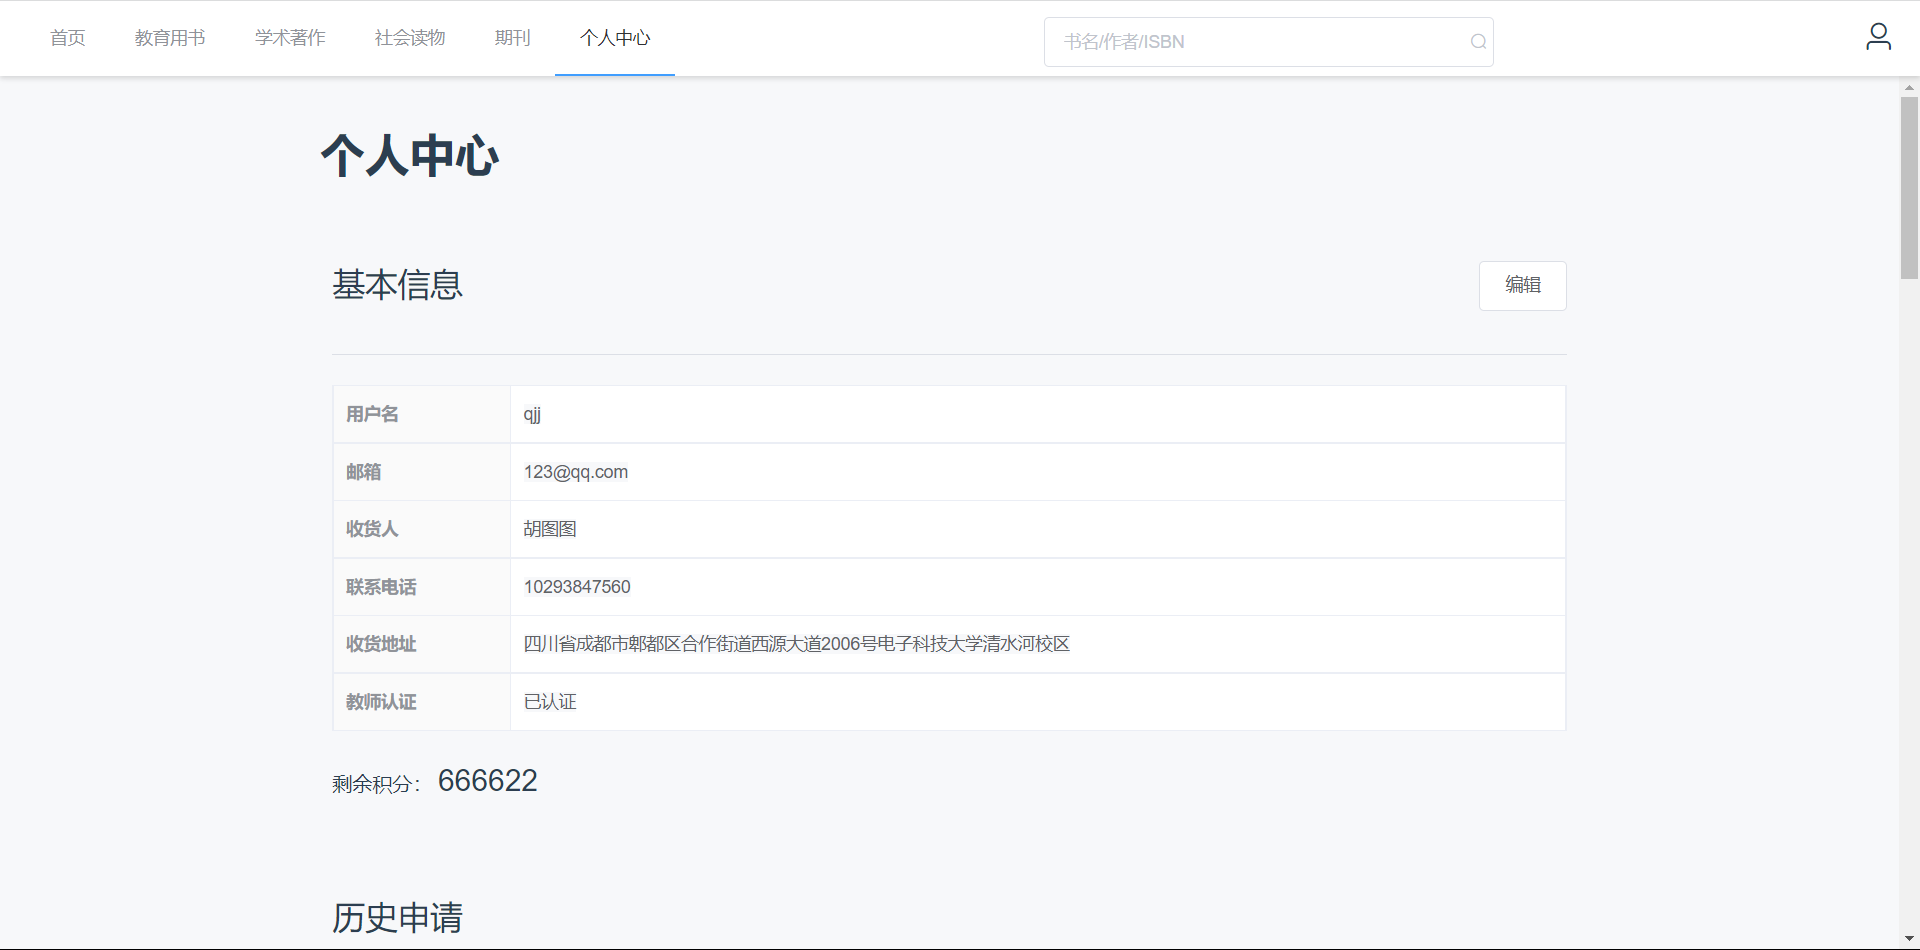 首页 教育用书 学术著作 社会读物 期刊 个人中心 书名/作者/ISBN
个人中心
基本信息 编辑
用户名 qjj
邮箱 123@qq.com
收货人 胡图图
联系电话 10293847560
收货地址 四川省成都市郫都区合作街道西源大道2006号电子科技大学清水河校区
教师认证 已认证
剩余积分： 666622
历史申请